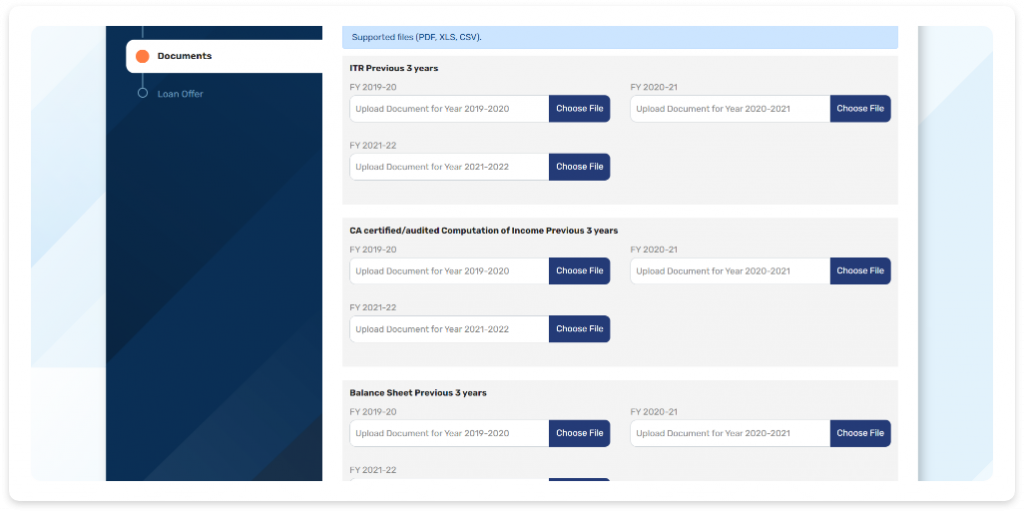 Documents
Loan Offer
Supported files (PDF, XLS, CSV).
ITR Previous 3 years
FY 2019-20
FY 2020-21
Upload Document for Year 2019-2020 Choose File
Upload Document for Year 2020-2021 Choose File
FY 2021-22
Upload Document for Year 2021-2022 Choose File
CA certified/audited Computation of Income Previous 3 years
FY 2019-20
FY 2020-21
Upload Document for Year 2019-2020 Choose File
Upload Document for Year 2020-2021 Choose File
FY 2021-22
Upload Document for Year 2021-2022 Choose File
Balance Sheet Previous 3 years
FY 2019-20
FY 2020-21
Upload Document for Year 2019-2020 Choose File
Upload Document for Year 2020-2021 Choose File
FY 2021-22